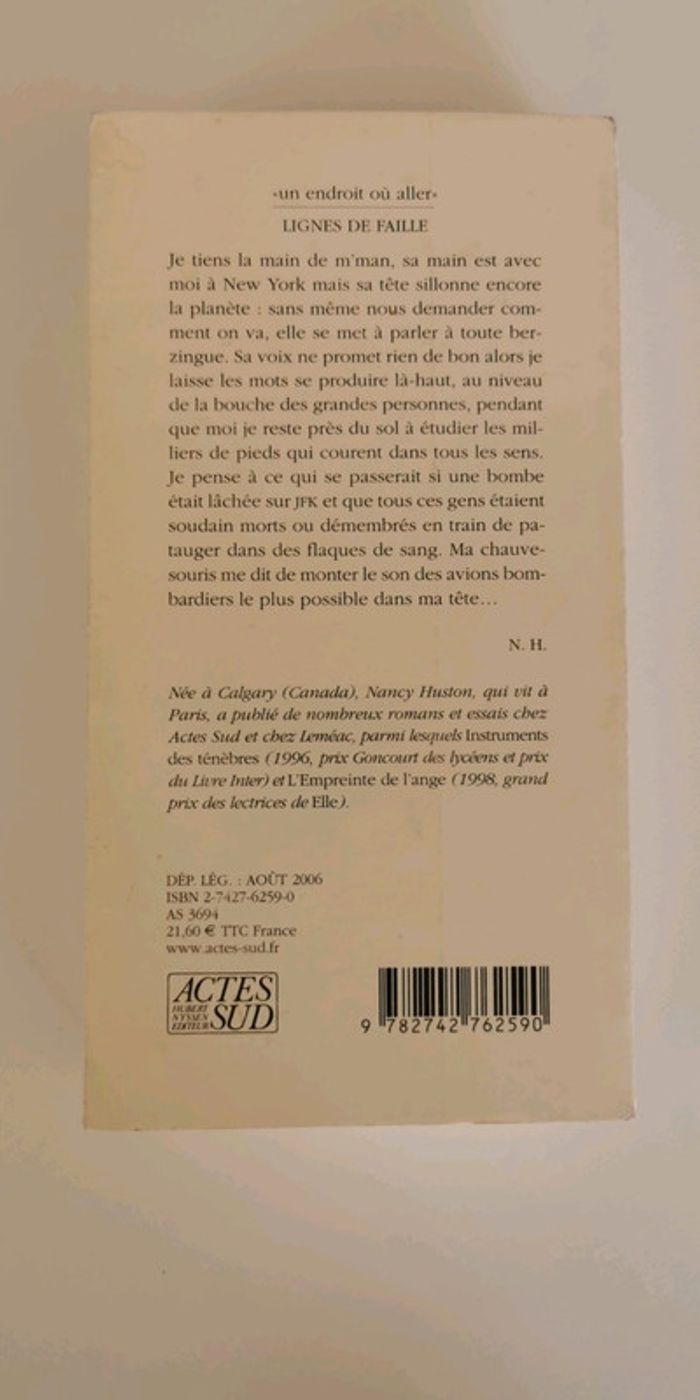 «un endroit où aller»
LIGNES DE FAILLE
Je tiens la main de m'man, sa main est avec
moi à New York mais sa tête sillonne encore
la planète : sans même nous demander com-
ment on va, elle se met à parler à toute ber-
zingue. Sa voix ne promet rien de bon alors je
laisse les mots se produire là-haut, au niveau
de la bouche des grandes personnes, pendant
que moi je reste près du sol à étudier les mil-
liers de pieds qui courent dans tous les sens.
Je pense à ce qui se passerait si une bombe
était lâchée sur JFK et que tous ces gens étaient
soudain morts ou démembrés en train de pa-
tauger dans des flaques de sang. Ma chauve-
souris me dit de monter le son des avions bom-
bardiers le plus possible dans ma tête…
N. H.
Née à Calgary (Canada), Nancy Huston, qui vit à
Paris, a publié de nombreux romans et essais chez
Actes Sud et chez Leméac, parmi lesquels Instruments
des ténèbres (1996, prix Goncourt des lycéens et prix
du Livre Inter) et L'Empreinte de l'ange (1998, grand
prix des lectrices de Elle).
DÉP. LÉG. : AOÛT 2006
ISBN 2-7427-6259-0
AS 3694
21,60 € TTC France
www.actes-sud.fr
ACTES
HUBERT
NYSSEN
EDITEUR SUD
9 782742 762590